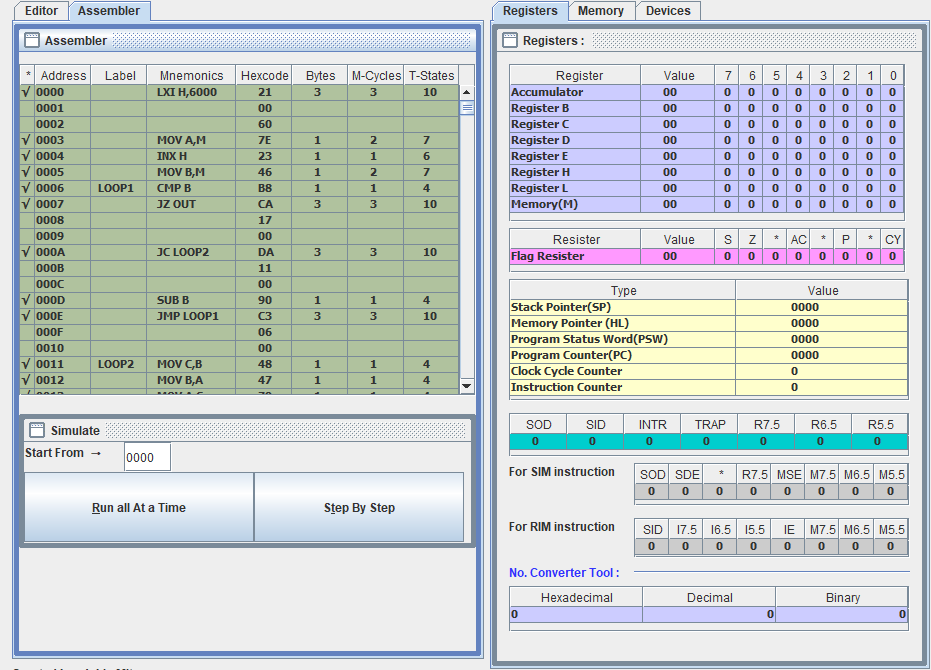 Editor Assembler
Assembler
* Address Label Mnemonics Hexcode Bytes M-Cycles T-States
√ 0000 LXI H,6000 21 3 3 10
0001 00
0002 60
√ 0003 MOV A,M 7E 1 2 7
√ 0004 INX H 23 1 1 6
√ 0005 MOV B,M 46 1 2 7
√ 0006 LOOP1 CMP B B8 1 1 4
√ 0007 JZ OUT CA 3 3 10
0008 17
0009 00
√ 000A JC LOOP2 DA 3 3 10
000B 11
000C 00
√ 000D SUB B 90 1 1 4
√ 000E JMP LOOP1 C3 3 3 10
000F 06
0010 00
√ 0011 LOOP2 MOV C,B 48 1 1 4
√ 0012 MOV B,A 47 1 1 4
Simulate
Start From → 0000
Run all At a Time Step By Step
Registers Memory Devices
Registers :
Register Value 7 6 5 4 3 2 1 0
Accumulator 00 0 0 0 0 0 0 0 0
Register B 00 0 0 0 0 0 0 0 0
Register C 00 0 0 0 0 0 0 0 0
Register D 00 0 0 0 0 0 0 0 0
Register E 00 0 0 0 0 0 0 0 0
Register H 00 0 0 0 0 0 0 0 0
Register L 00 0 0 0 0 0 0 0 0
Memory(M) 00 0 0 0 0 0 0 0 0
Resister Value S Z * AC * P * CY
Flag Resister 00 0 0 0 0 0 0 0 0
Type Value
Stack Pointer(SP) 0000
Memory Pointer (HL) 0000
Program Status Word(PSW) 0000
Program Counter(PC) 0000
Clock Cycle Counter 0
Instruction Counter 0
SOD SID INTR TRAP R7.5 R6.5 R5.5
0 0 0 0 0 0 0
For SIM instruction
SOD SDE * R7.5 MSE M7.5 M6.5 M5.5
0 0 0 0 0 0 0 0
For RIM instruction
SID I7.5 I6.5 I5.5 IE M7.5 M6.5 M5.5
0 0 0 0 0 0 0 0
No. Converter Tool :
Hexadecimal Decimal Binary
0 0 0